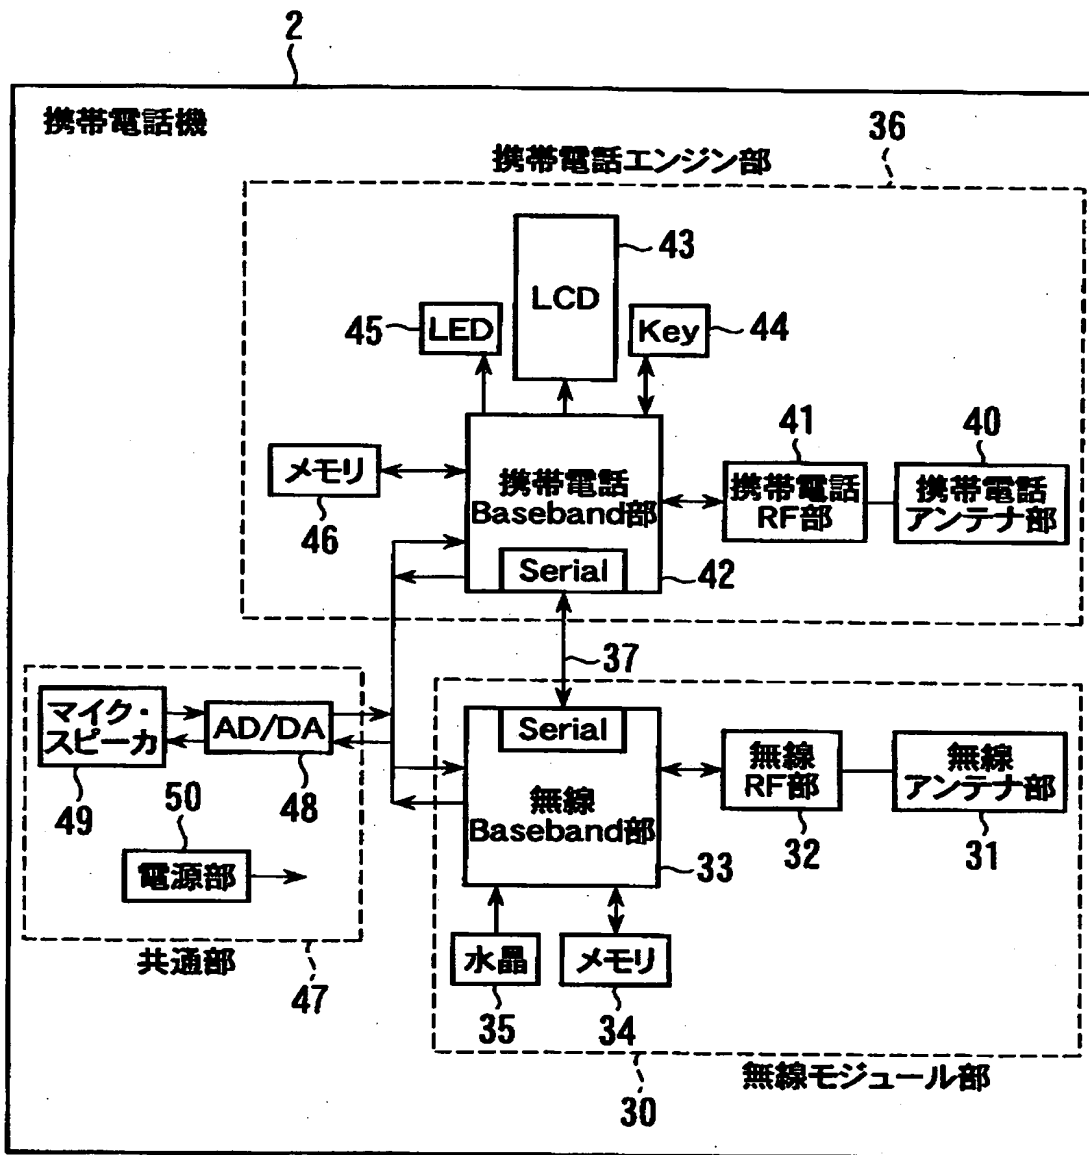 2
携帯電話機
36
携帯電話エンジン部
43
LCD
45
LED
Key
44
41
40
メモリ
46
携帯電話
Baseband部
携帯電話
RF部
携帯電話
アンテナ部
Serial
42
37
マイク・
スピーカ
AD/DA
49
50
48
電源部
共通部
47
Serial
無線
Baseband部
無線
RF部
無線
アンテナ部
32
31
33
水晶
メモリ
35
34
無線モジュール部
30